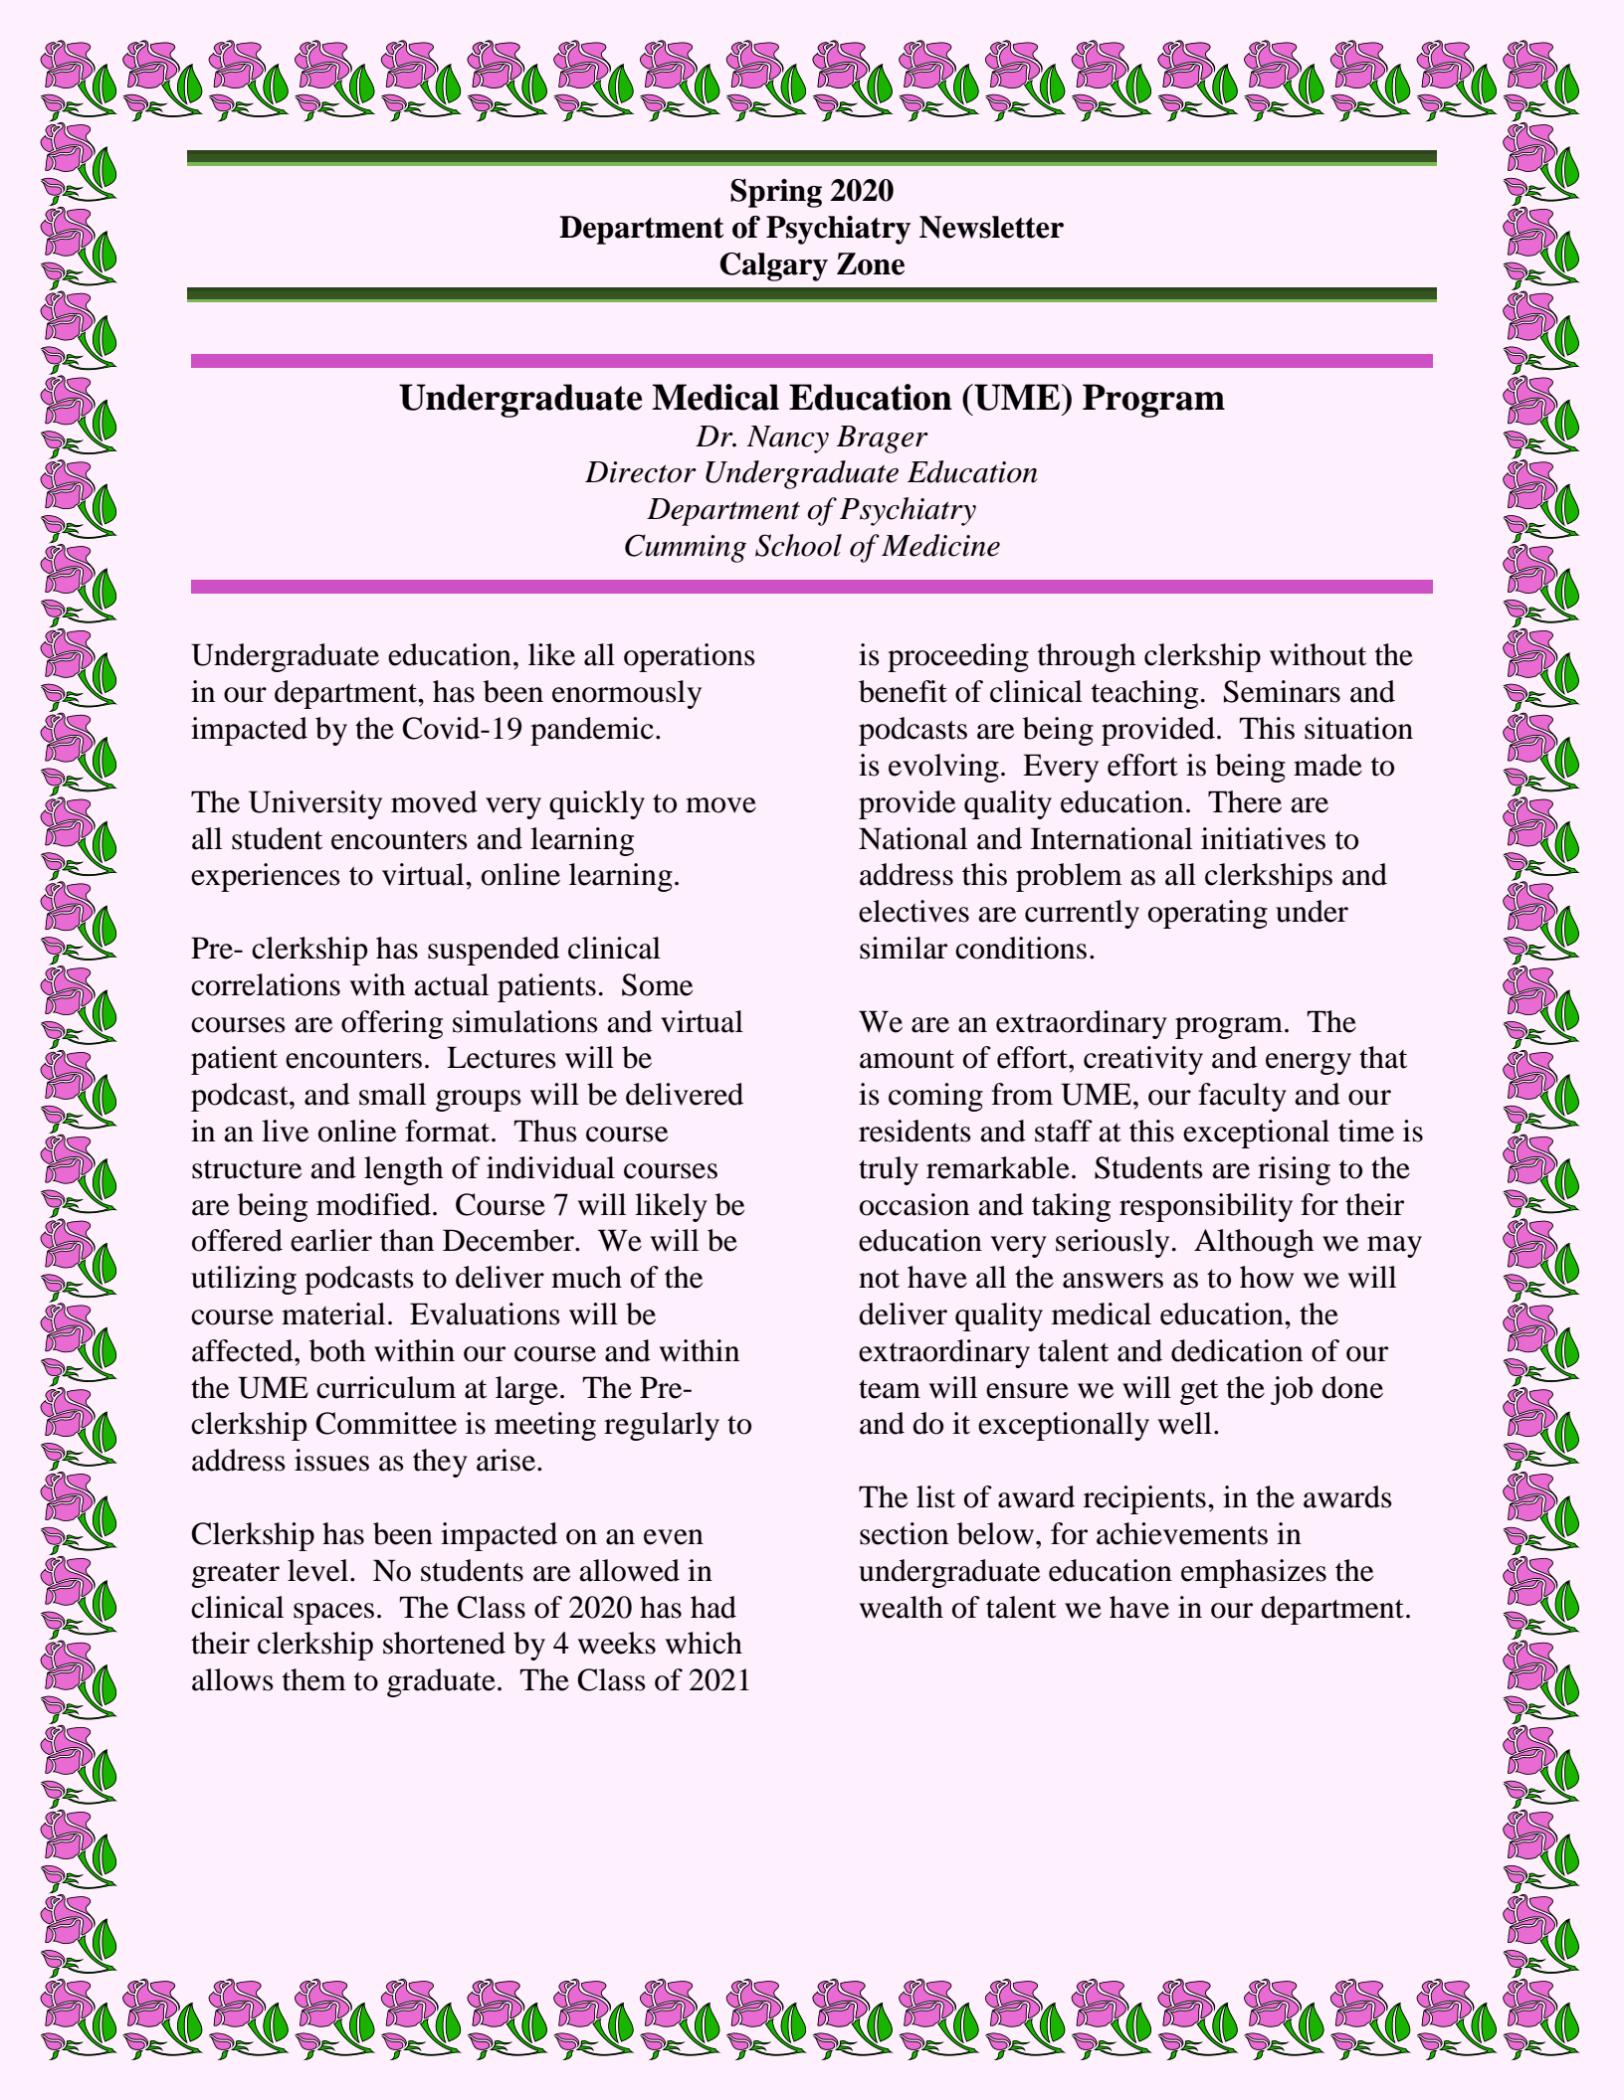 Spring 2020
Department of Psychiatry Newsletter
Calgary Zone
Undergraduate Medical Education (UME) Program
Dr. Nancy Brager
Director Undergraduate Education
Department of Psychiatry
Cumming School of Medicine
Undergraduate education, like all operations
in our department, has been enormously
impacted by the Covid-19 pandemic.
The University moved very quickly to move
all student encounters and learning
experiences to virtual, online learning.
Pre- clerkship has suspended clinical
correlations with actual patients.  Some
courses are offering simulations and virtual
patient encounters.  Lectures will be
podcast, and small groups will be delivered
in an live online format.  Thus course
structure and length of individual courses
are being modified.  Course 7 will likely be
offered earlier than December.  We will be
utilizing podcasts to deliver much of the
course material.  Evaluations will be
affected, both within our course and within
the UME curriculum at large.  The Pre-
clerkship Committee is meeting regularly to
address issues as they arise.
Clerkship has been impacted on an even
greater level.  No students are allowed in
clinical spaces.  The Class of 2020 has had
their clerkship shortened by 4 weeks which
allows them to graduate.  The Class of 2021
is proceeding through clerkship without the
benefit of clinical teaching.  Seminars and
podcasts are being provided.  This situation
is evolving.  Every effort is being made to
provide quality education.  There are
National and International initiatives to
address this problem as all clerkships and
electives are currently operating under
similar conditions.
We are an extraordinary program.  The
amount of effort, creativity and energy that
is coming from UME, our faculty and our
residents and staff at this exceptional time is
truly remarkable.  Students are rising to the
occasion and taking responsibility for their
education very seriously.  Although we may
not have all the answers as to how we will
deliver quality medical education, the
extraordinary talent and dedication of our
team will ensure we will get the job done
and do it exceptionally well.
The list of award recipients, in the awards
section below, for achievements in
undergraduate education emphasizes the
wealth of talent we have in our department.